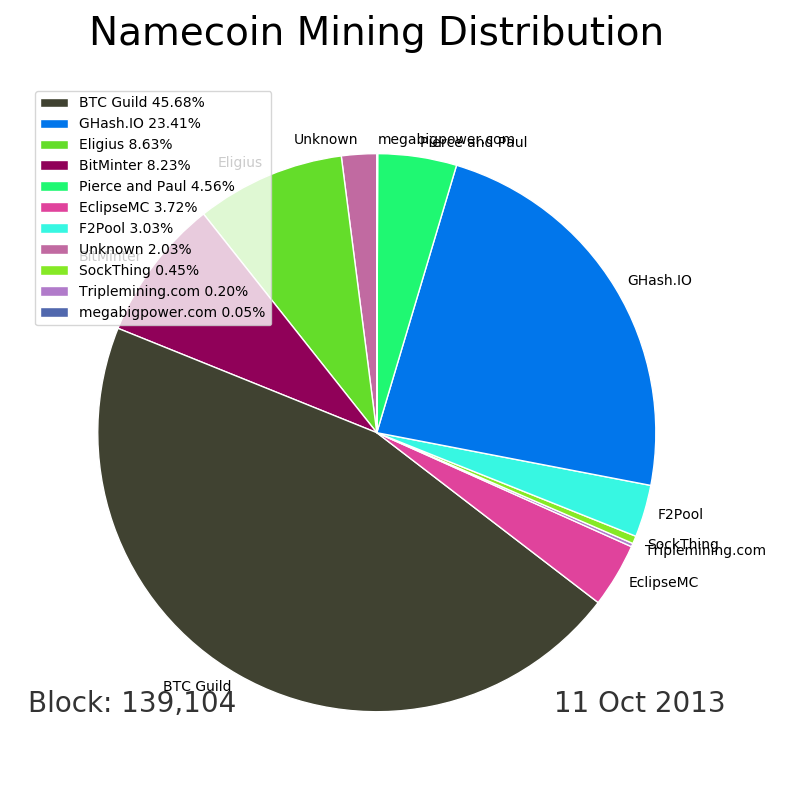 Namecoin Mining Distribution
BTC Guild 45.68%
GHash.IO 23.41%
Eligius 8.63%
BitMinter 8.23%
Pierce and Paul 4.56%
EclipseMC 3.72%
F2Pool 3.03%
Unknown 2.03%
SockThing 0.45%
Triplemining.com 0.20%
megabigpower.com 0.05%
Eligius
Unknown
megabigpower.com
Pierce and Paul
BitMinter
GHash.IO
F2Pool
SockThing
Triplemining.com
EclipseMC
BTC Guild
Block: 139,104
11 Oct 2013